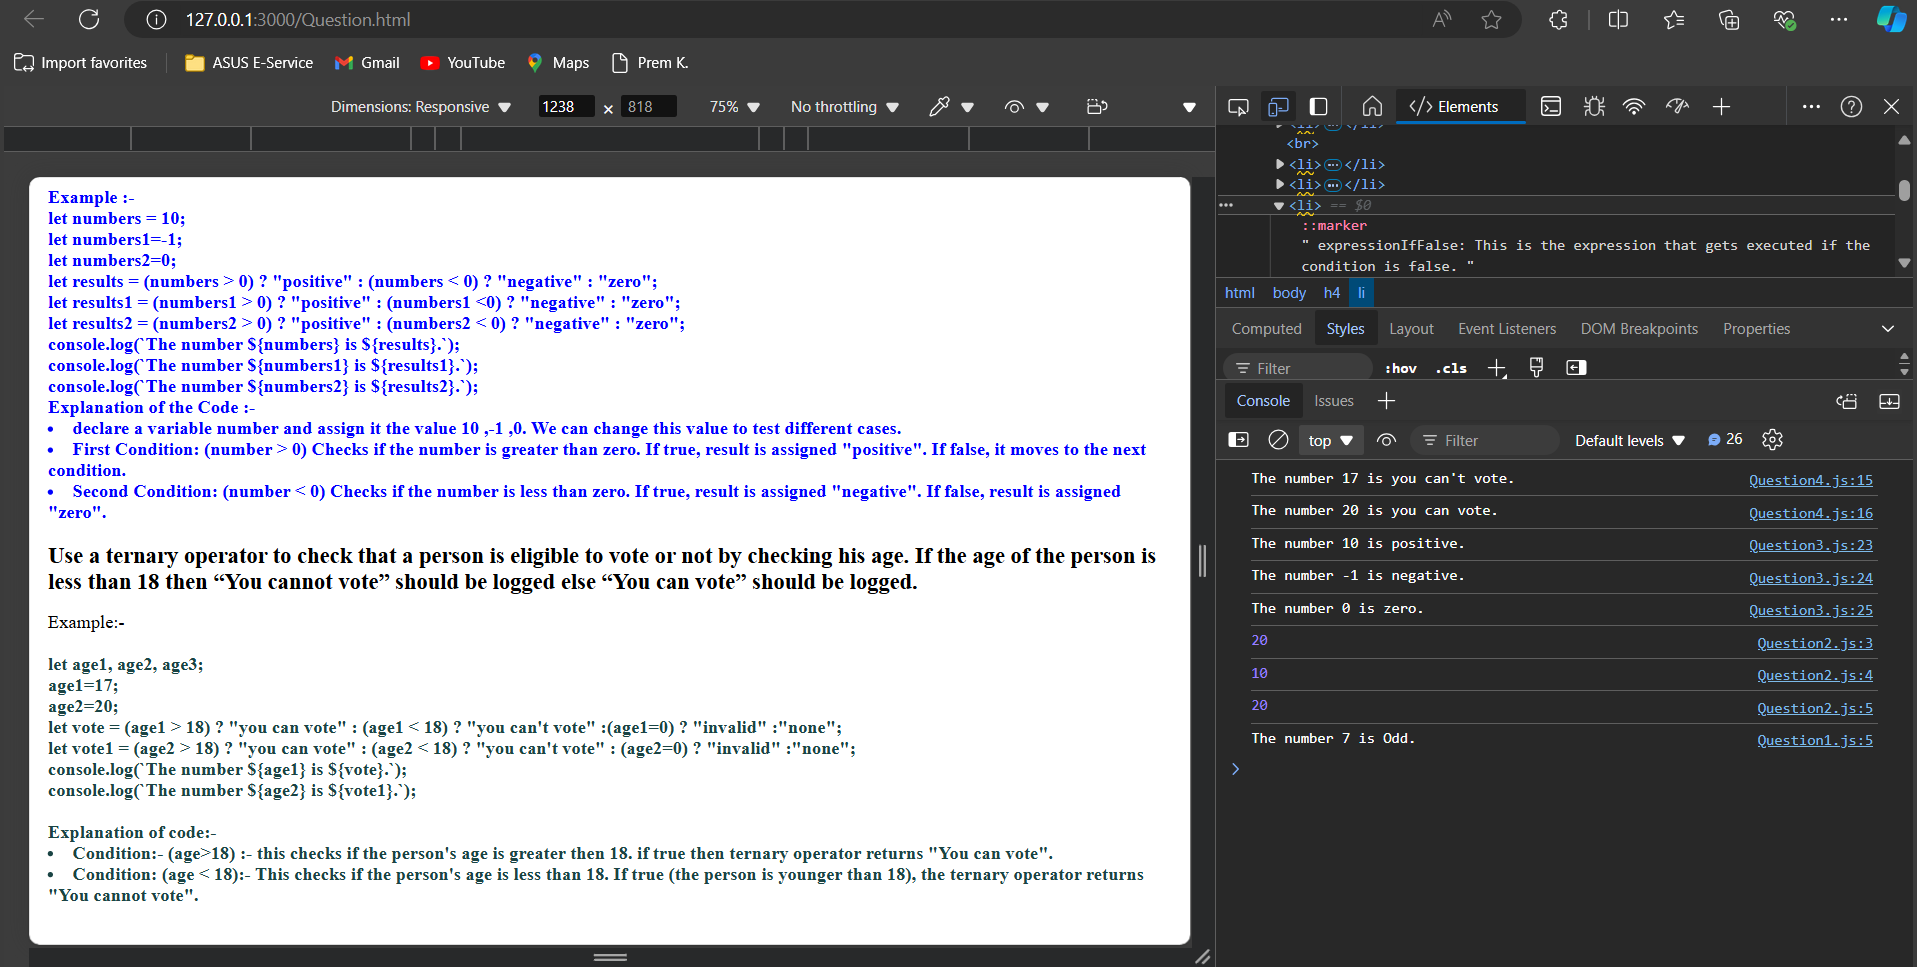 127.0.0.1:3000/Question.html
Import favorites
ASUS E-Service
Gmail
YouTube
Maps
Prem K.
Dimensions: Responsive
1238
×
818
75%
No throttling
Elements
<br>
<li> ••• </li>
<li> ••• </li>
••• <li> == $0
::marker
" expressionIfFalse: This is the expression that gets executed if the
condition is false. "
html body h4 li
Computed Styles Layout Event Listeners DOM Breakpoints Properties
Filter
:hov .cls
Console Issues
top
Filter
Default levels
26
The number 17 is you can't vote. Question4.js:15
The number 20 is you can vote. Question4.js:16
The number 10 is positive. Question3.js:23
The number -1 is negative. Question3.js:24
The number 0 is zero. Question3.js:25
20 Question2.js:3
10 Question2.js:4
20 Question2.js:5
The number 7 is Odd. Question1.js:5
Example :-
let numbers = 10;
let numbers1=-1;
let numbers2=0;
let results = (numbers > 0) ? "positive" : (numbers < 0) ? "negative" : "zero";
let results1 = (numbers1 > 0) ? "positive" : (numbers1 <0) ? "negative" : "zero";
let results2 = (numbers2 > 0) ? "positive" : (numbers2 < 0) ? "negative" : "zero";
console.log(`The number ${numbers} is ${results}.`);
console.log(`The number ${numbers1} is ${results1}.`);
console.log(`The number ${numbers2} is ${results2}.`);
Explanation of the Code :-
• declare a variable number and assign it the value 10 ,-1 ,0. We can change this value to test different cases.
• First Condition: (number > 0) Checks if the number is greater than zero. If true, result is assigned "positive". If false, it moves to the next
condition.
• Second Condition: (number < 0) Checks if the number is less than zero. If true, result is assigned "negative". If false, result is assigned
"zero".
Use a ternary operator to check that a person is eligible to vote or not by checking his age. If the age of the person is
less than 18 then “You cannot vote” should be logged else “You can vote” should be logged.
Example:-
let age1, age2, age3;
age1=17;
age2=20;
let vote = (age1 > 18) ? "you can vote" : (age1 < 18) ? "you can't vote" :(age1=0) ? "invalid" :"none";
let vote1 = (age2 > 18) ? "you can vote" : (age2 < 18) ? "you can't vote" : (age2=0) ? "invalid" :"none";
console.log(`The number ${age1} is ${vote}.`);
console.log(`The number ${age2} is ${vote1}.`);
Explanation of code:-
• Condition:- (age>18) :- this checks if the person's age is greater then 18. if true then ternary operator returns "You can vote".
• Condition: (age < 18):- This checks if the person's age is less than 18. If true (the person is younger than 18), the ternary operator returns
"You cannot vote".